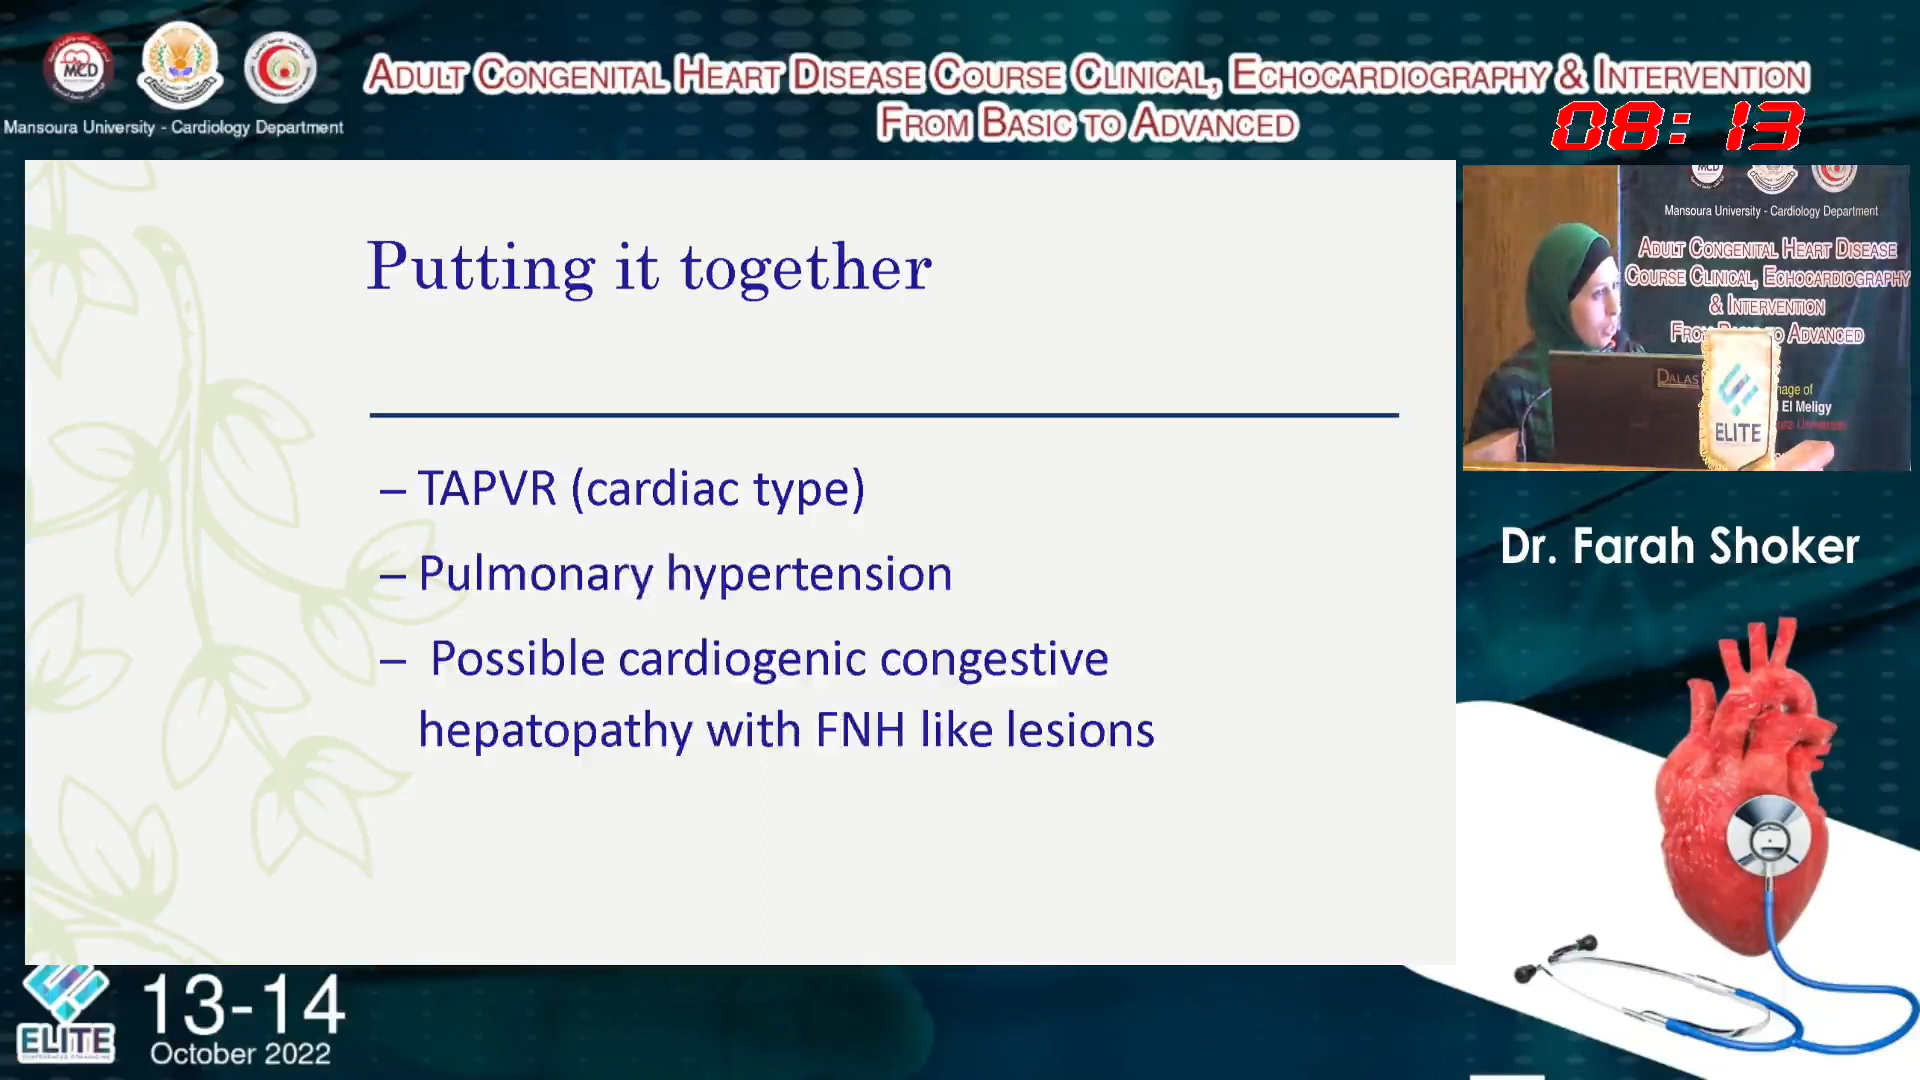 MCD
Mansoura University - Cardiology Department
ADULT CONGENITAL HEART DISEASE COURSE CLINICAL, ECHOCARDIOGRAPHY & INTERVENTION
FROM BASIC TO ADVANCED
08:13
Putting it together
– TAPVR (cardiac type)
– Pulmonary hypertension
– Possible cardiogenic congestive
hepatopathy with FNH like lesions
Mansoura University - Cardiology Department
ADULT CONGENITAL HEART DISEASE
COURSE CLINICAL, ECHOCARDIOGRAPHY
& INTERVENTION
ADVANCED
DALAS
El Meligy
ELITE
Dr. Farah Shoker
ELITE
13-14
October 2022